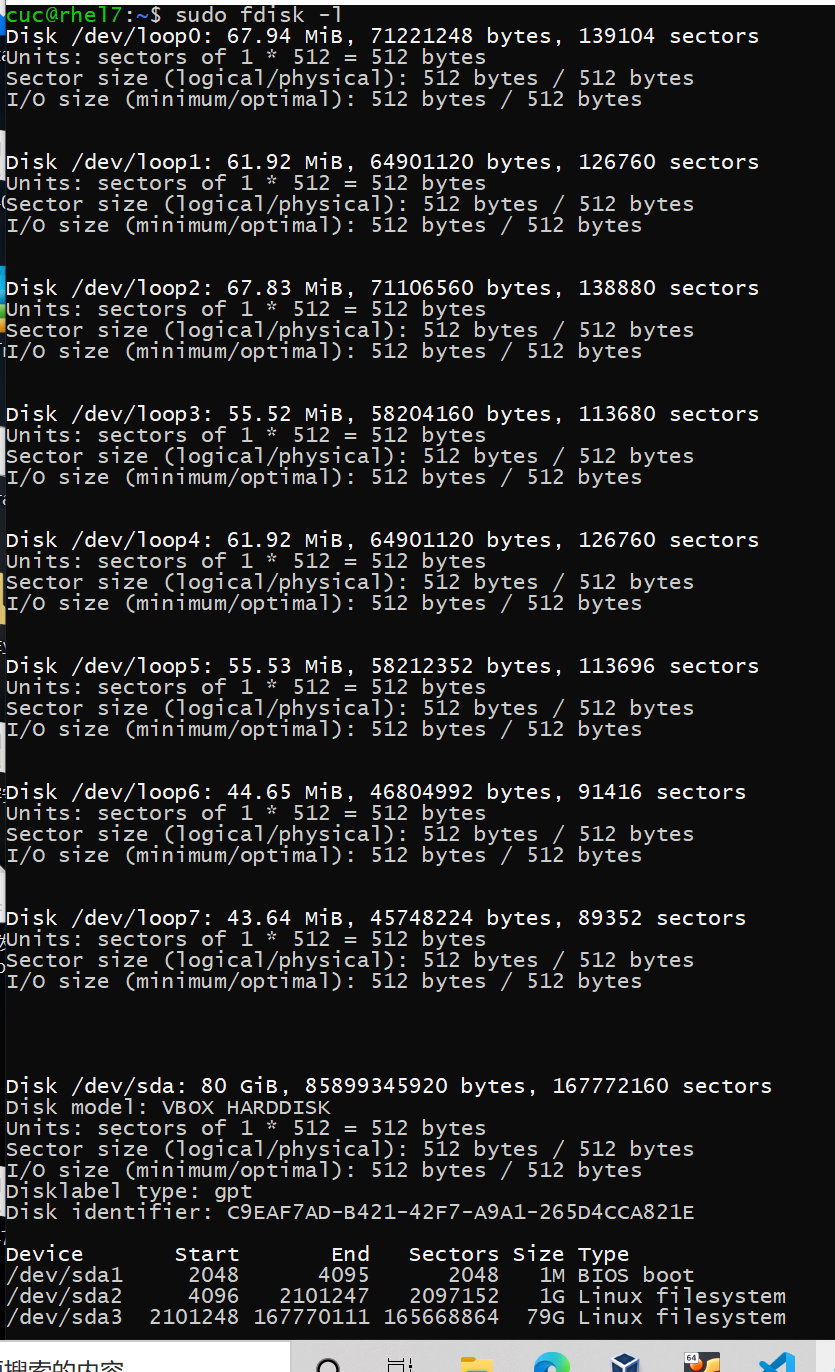 cuc@rhel7:~$ sudo fdisk -l
Disk /dev/loop0: 67.94 MiB, 71221248 bytes, 139104 sectors
Units: sectors of 1 * 512 = 512 bytes
Sector size (logical/physical): 512 bytes / 512 bytes
I/O size (minimum/optimal): 512 bytes / 512 bytes
Disk /dev/loop1: 61.92 MiB, 64901120 bytes, 126760 sectors
Units: sectors of 1 * 512 = 512 bytes
Sector size (logical/physical): 512 bytes / 512 bytes
I/O size (minimum/optimal): 512 bytes / 512 bytes
Disk /dev/loop2: 67.83 MiB, 71106560 bytes, 138880 sectors
Units: sectors of 1 * 512 = 512 bytes
Sector size (logical/physical): 512 bytes / 512 bytes
I/O size (minimum/optimal): 512 bytes / 512 bytes
Disk /dev/loop3: 55.52 MiB, 58204160 bytes, 113680 sectors
Units: sectors of 1 * 512 = 512 bytes
Sector size (logical/physical): 512 bytes / 512 bytes
I/O size (minimum/optimal): 512 bytes / 512 bytes
Disk /dev/loop4: 61.92 MiB, 64901120 bytes, 126760 sectors
Units: sectors of 1 * 512 = 512 bytes
Sector size (logical/physical): 512 bytes / 512 bytes
I/O size (minimum/optimal): 512 bytes / 512 bytes
Disk /dev/loop5: 55.53 MiB, 58212352 bytes, 113696 sectors
Units: sectors of 1 * 512 = 512 bytes
Sector size (logical/physical): 512 bytes / 512 bytes
I/O size (minimum/optimal): 512 bytes / 512 bytes
Disk /dev/loop6: 44.65 MiB, 46804992 bytes, 91416 sectors
Units: sectors of 1 * 512 = 512 bytes
Sector size (logical/physical): 512 bytes / 512 bytes
I/O size (minimum/optimal): 512 bytes / 512 bytes
Disk /dev/loop7: 43.64 MiB, 45748224 bytes, 89352 sectors
Units: sectors of 1 * 512 = 512 bytes
Sector size (logical/physical): 512 bytes / 512 bytes
I/O size (minimum/optimal): 512 bytes / 512 bytes
Disk /dev/sda: 80 GiB, 85899345920 bytes, 167772160 sectors
Disk model: VBOX HARDDISK
Units: sectors of 1 * 512 = 512 bytes
Sector size (logical/physical): 512 bytes / 512 bytes
I/O size (minimum/optimal): 512 bytes / 512 bytes
Disklabel type: gpt
Disk identifier: C9EAF7AD-B421-42F7-A9A1-265D4CCA821E
Device Start End Sectors Size Type
/dev/sda1 2048 4095 2048 1M BIOS boot
/dev/sda2 4096 2101247 2097152 1G Linux filesystem
/dev/sda3 2101248 167770111 165668864 79G Linux filesystem
搜索的内容
64